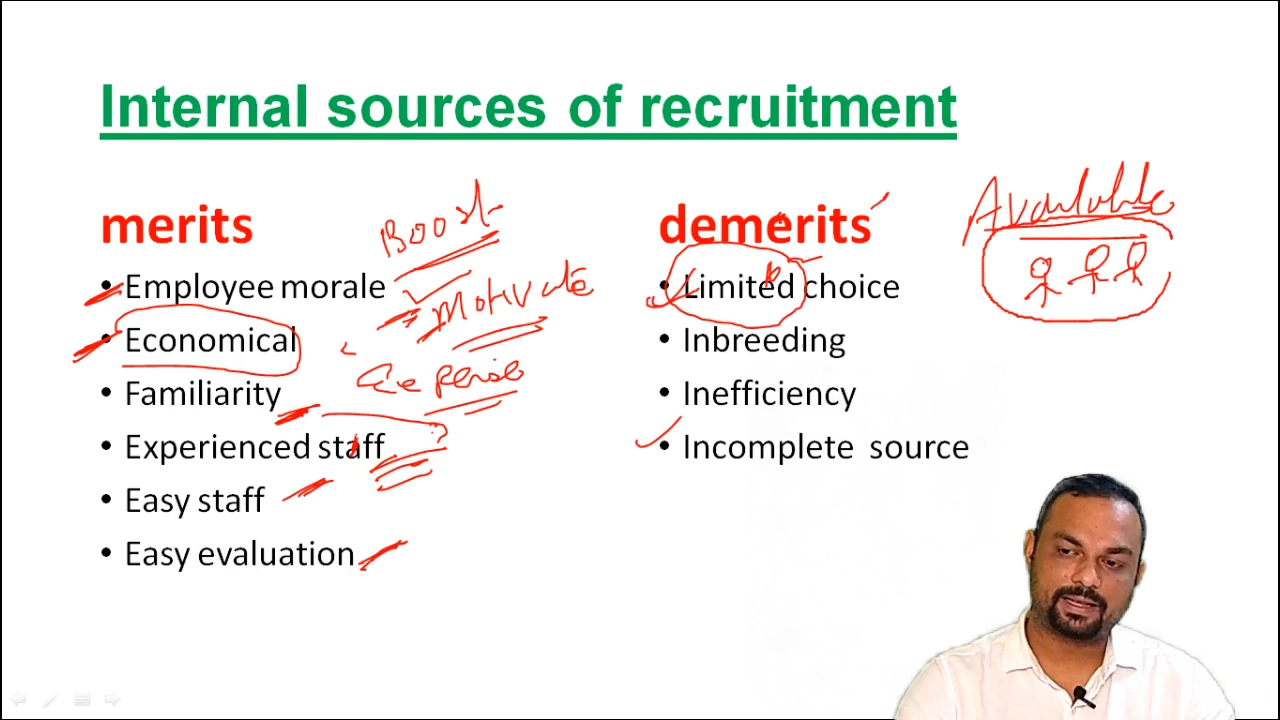 Internal sources of recruitment
merits
Boost
• Employee morale
Motivate
• Economical
• Familiarity
• Experienced staff
• Easy staff
• Easy evaluation
demerits
Available
• Limited choice
• Inbreeding
• Inefficiency
• Incomplete source